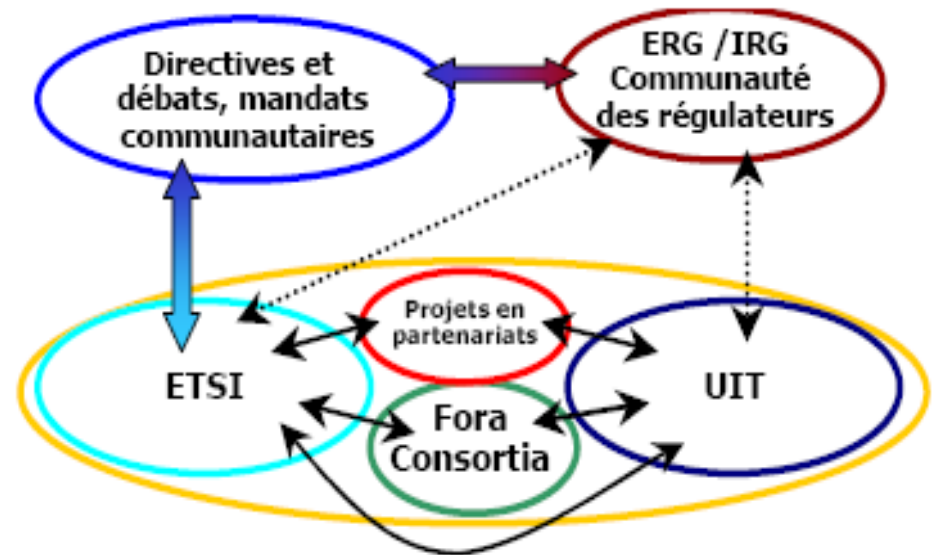 Directives et
débats, mandats
communautaires
ERG /IRG
Communauté
des régulateurs
Projets en
partenariats
ETSI
UIT
Fora
Consortia